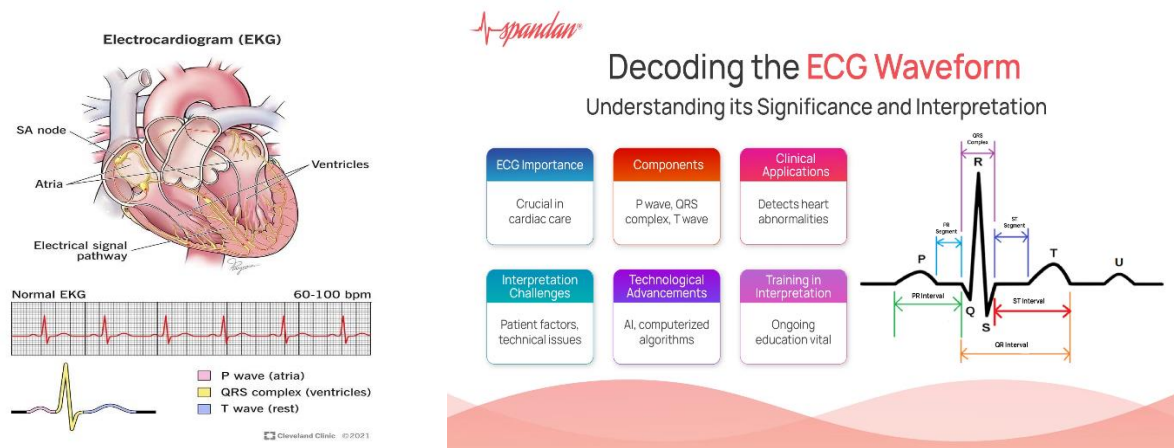 Electrocardiogram (EKG)
SA node
Atria
Ventricles
Electrical signal
pathway
Normal EKG
60-100 bpm
P wave (atria)
QRS complex (ventricles)
T wave (rest)
Cleveland Clinic ©2021
spandan®
Decoding the ECG Waveform
Understanding its Significance and Interpretation
ECG Importance
Crucial in
cardiac care
Components
P wave, QRS
complex, T wave
Clinical
Applications
Detects heart
abnormalities
Interpretation
Challenges
Patient factors,
technical issues
Technological
Advancements
AI, computerized
algorithms
Training in
Interpretation
Ongoing
education vital
QRS
Complex
R
PR
Segment
ST
Segment
P
T
U
PR Interval
Q
S
ST Interval
QR Interval